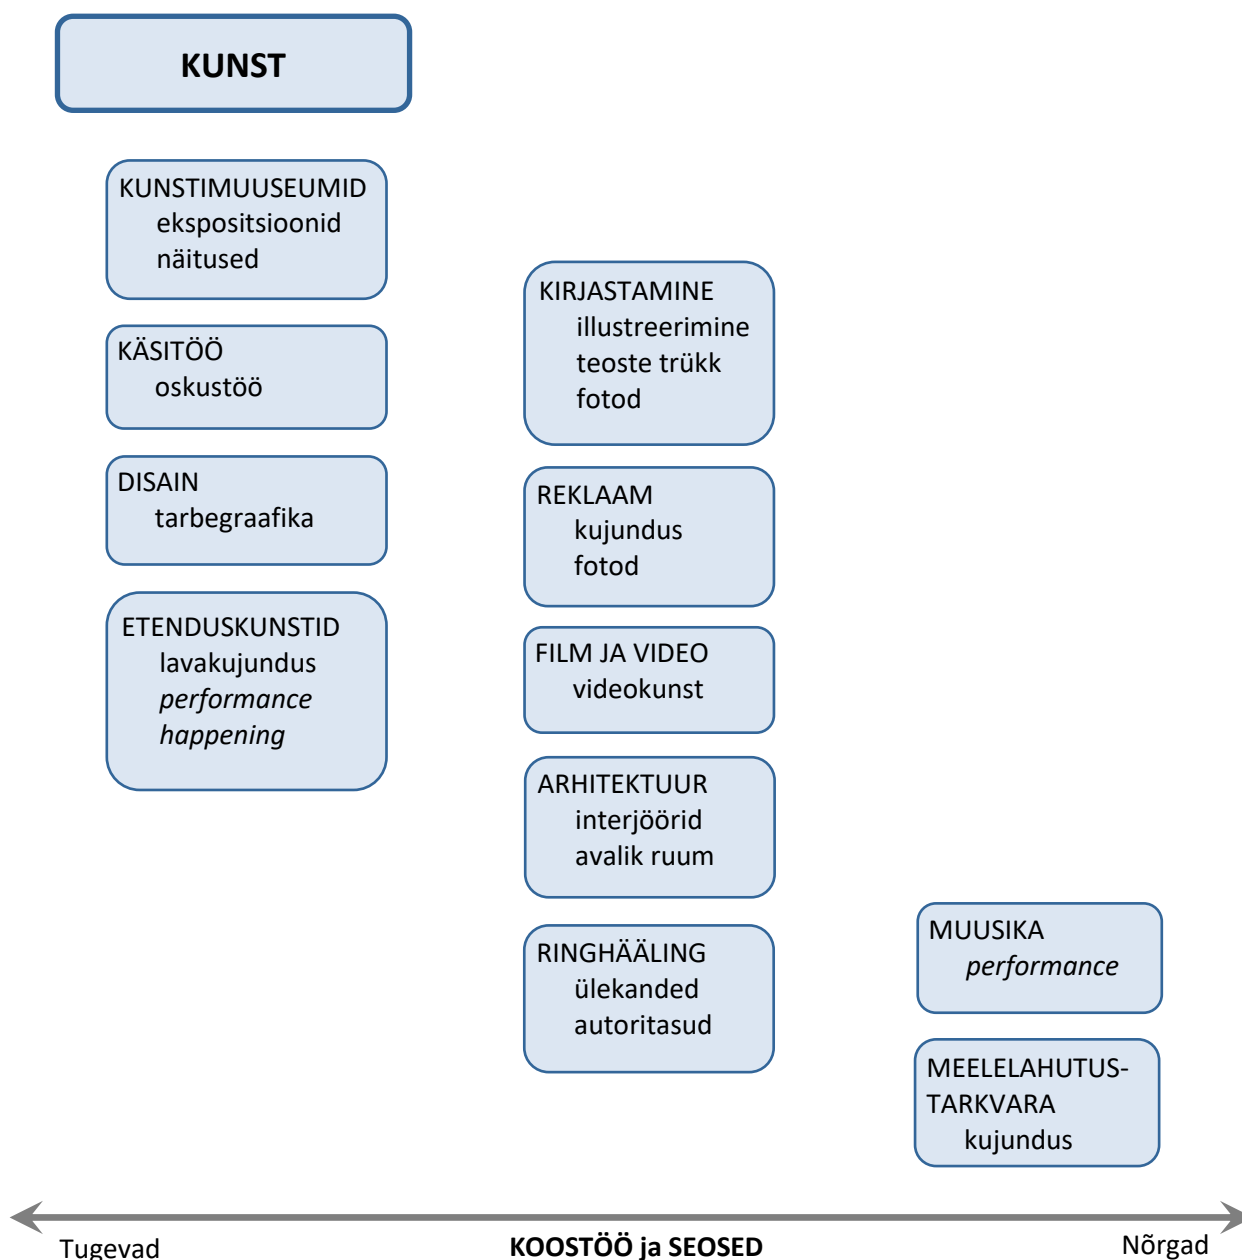 KUNST
KUNSTIMUUSEUMID
ekspositsioonid
näitused
KÄSITÖÖ
oskustöö
DISAIN
tarbegraafika
ETENDUSKUNSTID
lavakujundus
performance
happening
KIRJASTAMINE
illustreerimine
teoste trükk
fotod
REKLAAM
kujundus
fotod
FILM JA VIDEO
videokunst
ARHITEKTUUR
interjöörid
avalik ruum
RINGHÄÄLING
ülekanded
autoritasud
MUUSIKA
performance
MEELELAHUTUS-
TARKVARA
kujundus
Tugevad
KOOSTÖÖ ja SEOSED
Nõrgad